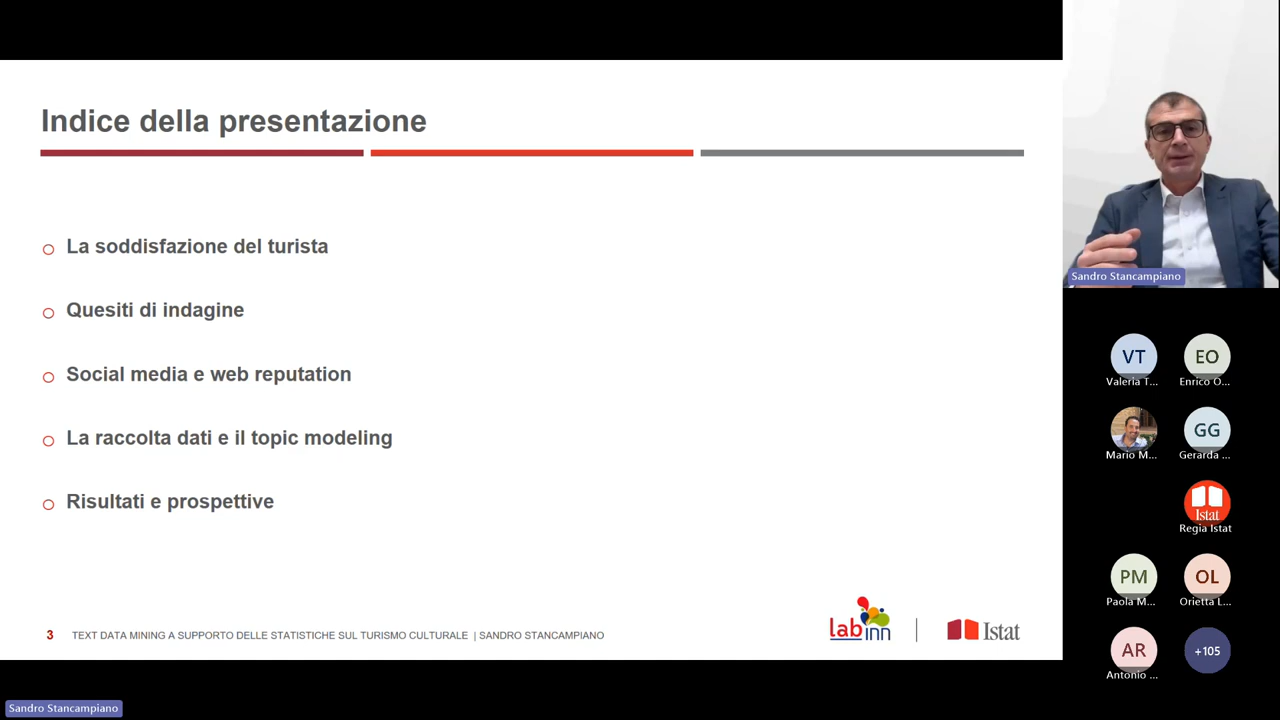 Indice della presentazione
La soddisfazione del turista
Quesiti di indagine
Social media e web reputation
La raccolta dati e il topic modeling
Risultati e prospettive
3 TEXT DATA MINING A SUPPORTO DELLE STATISTICHE SUL TURISMO CULTURALE | SANDRO STANCAMPIANO
lab inn
Istat
Sandro Stancampiano
VT
EO
Valeria T...
Enrico O...
GG
Mario M...
Gerarda ...
Istat
Regia Istat
PM
OL
Paola M...
Orietta L...
AR
+105
Antonio ...
Sandro Stancampiano